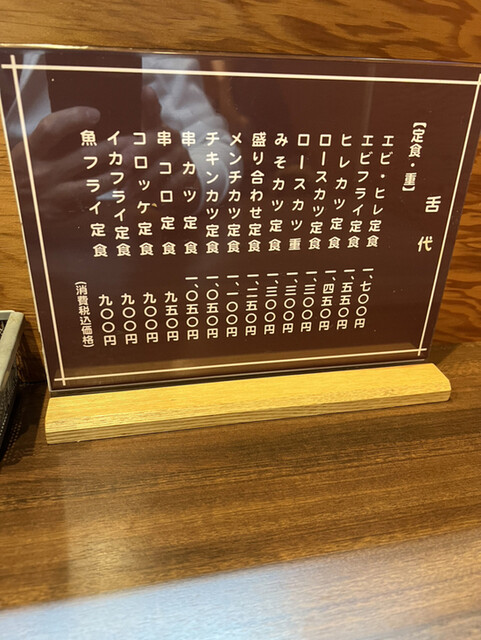 舌代
【定食・重】
エビ・ヒレ定食 一、七〇〇円
エビフライ定食 一、五五〇円
ヒレカツ定食 一、四五〇円
ロースカツ定食 一、三〇〇円
ロースカツ重 一、三〇〇円
みそカツ定食 一、三〇〇円
盛り合わせ定食 一、二五〇円
メンチカツ定食 一、一〇〇円
チキンカツ定食 一、〇五〇円
串カツ定食 一、〇五〇円
串コロ定食 九五〇円
コロッケ定食 九〇〇円
イカフライ定食 九〇〇円
魚フライ定食 九〇〇円
(消費税込価格)